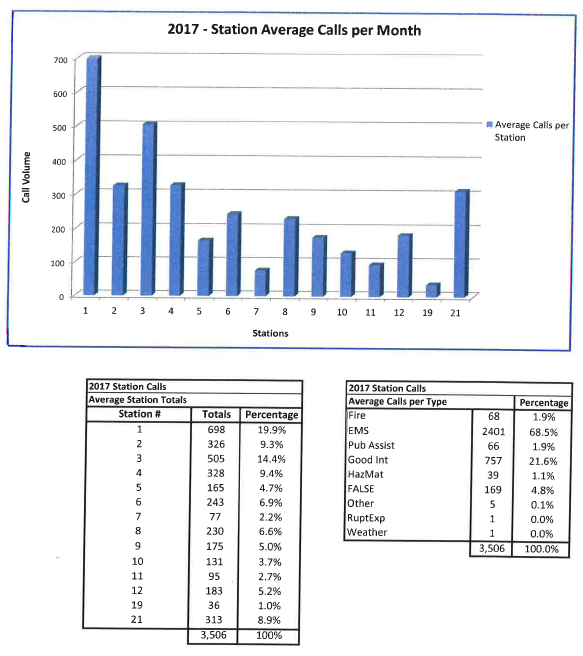 2017 - Station Average Calls per Month
700
600
500
400
300
200
100
0
Call Volume
1 2 3 4 5 6 7 8 9 10 11 12 19 21
Stations
Average Calls per
Station
2017 Station Calls
Average Station Totals
Station # Totals Percentage
1 698 19.9%
2 326 9.3%
3 505 14.4%
4 328 9.4%
5 165 4.7%
6 243 6.9%
7 77 2.2%
8 230 6.6%
9 175 5.0%
10 131 3.7%
11 95 2.7%
12 183 5.2%
19 36 1.0%
21 313 8.9%
3,506 100%
2017 Station Calls
Average Calls per Type Percentage
Fire 68 1.9%
EMS 2401 68.5%
Pub Assist 66 1.9%
Good Int 757 21.6%
HazMat 39 1.1%
FALSE 169 4.8%
Other 5 0.1%
RuptExp 1 0.0%
Weather 1 0.0%
3,506 100.0%